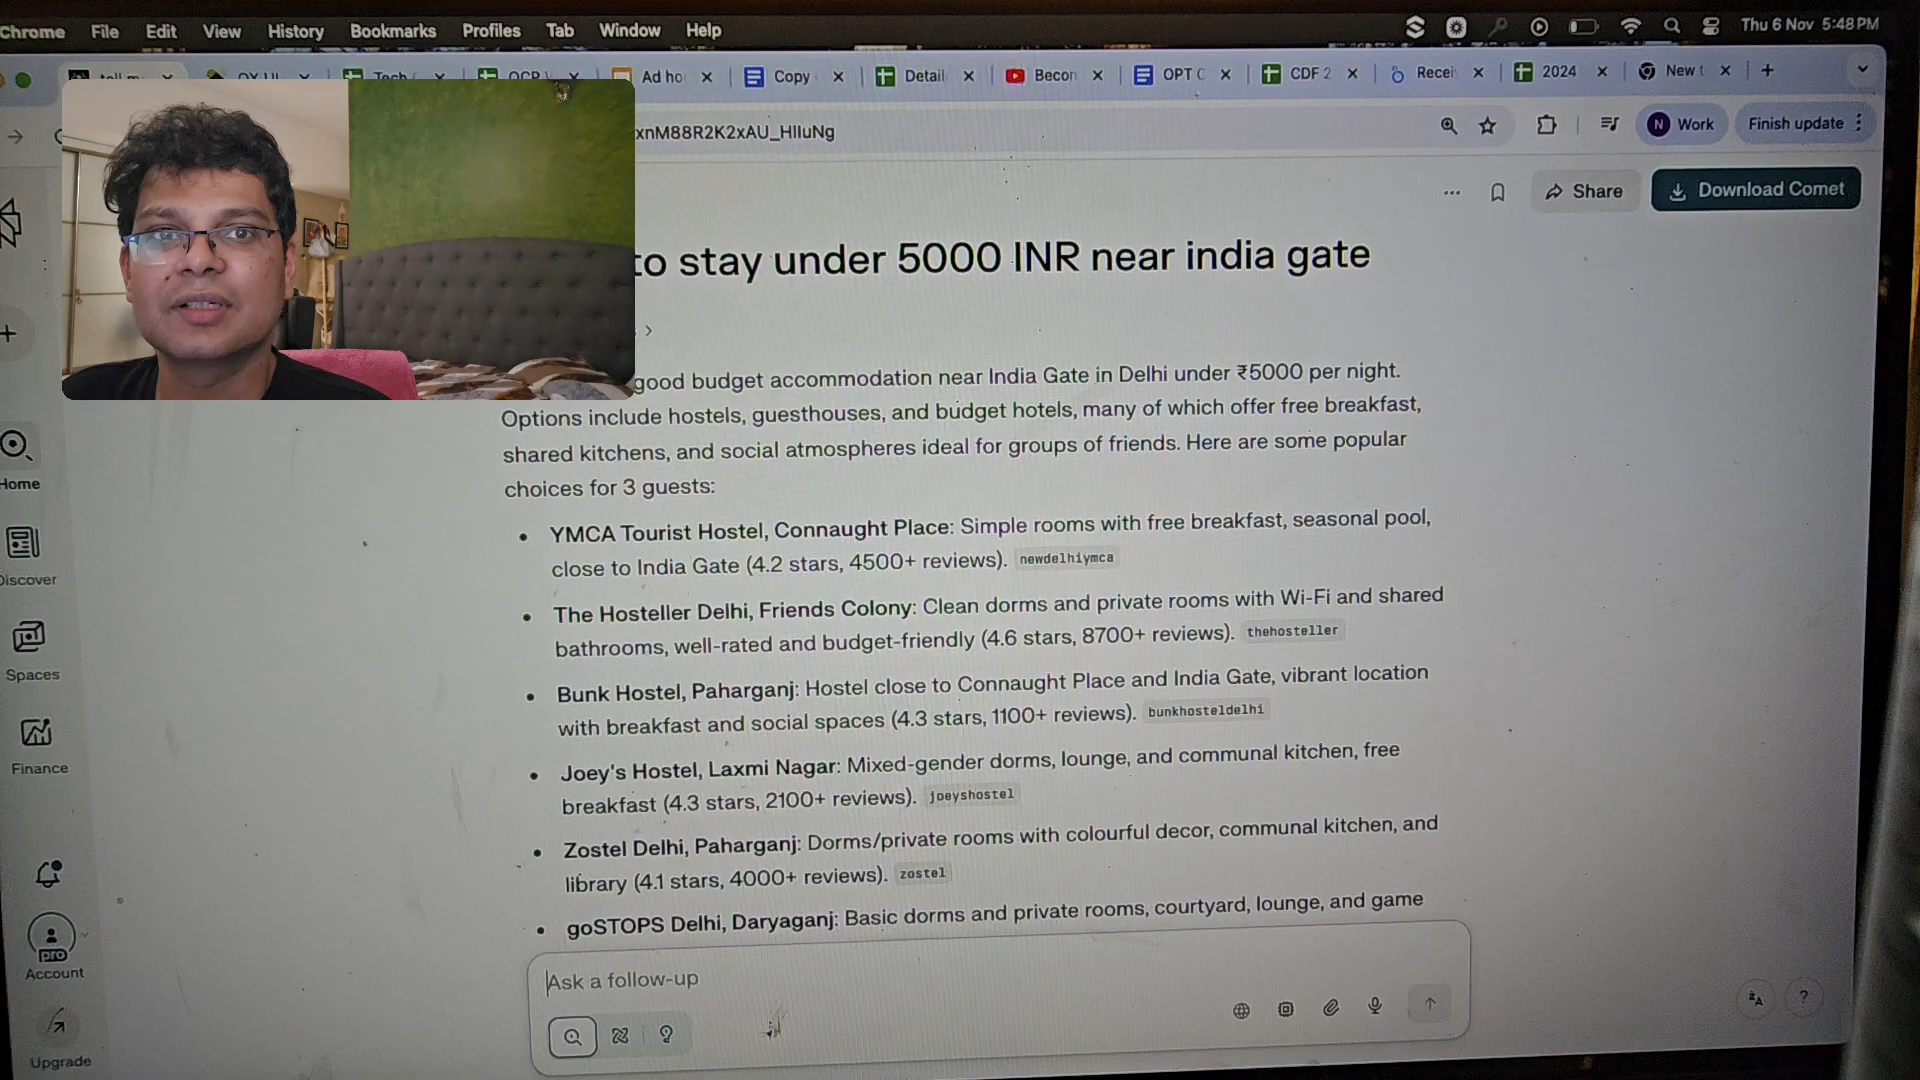 Chrome File Edit View History Bookmarks Profiles Tab Window Help Thu 6 Nov 5:48 PM
Ad ho Copy Detail Becon OPT C CDF 2 Recei 2024 New t
xnM88R2K2xAU_HlIuNg N Work Finish update
Share Download Comet
to stay under 5000 INR near india gate
good budget accommodation near India Gate in Delhi under ₹5000 per night.
Options include hostels, guesthouses, and budget hotels, many of which offer free breakfast,
shared kitchens, and social atmospheres ideal for groups of friends. Here are some popular
choices for 3 guests:
• YMCA Tourist Hostel, Connaught Place: Simple rooms with free breakfast, seasonal pool,
close to India Gate (4.2 stars, 4500+ reviews). newdelhiymca
• The Hosteller Delhi, Friends Colony: Clean dorms and private rooms with Wi-Fi and shared
bathrooms, well-rated and budget-friendly (4.6 stars, 8700+ reviews). thehosteller
• Bunk Hostel, Paharganj: Hostel close to Connaught Place and India Gate, vibrant location
with breakfast and social spaces (4.3 stars, 1100+ reviews). bunkhosteldelhi
• Joey's Hostel, Laxmi Nagar: Mixed-gender dorms, lounge, and communal kitchen, free
breakfast (4.3 stars, 2100+ reviews). joeyshostel
• Zostel Delhi, Paharganj: Dorms/private rooms with colourful decor, communal kitchen, and
library (4.1 stars, 4000+ reviews). zostel
• goSTOPS Delhi, Daryaganj: Basic dorms and private rooms, courtyard, lounge, and game
Ask a follow-up
Home
Discover
Spaces
Finance
pro
Account
Upgrade